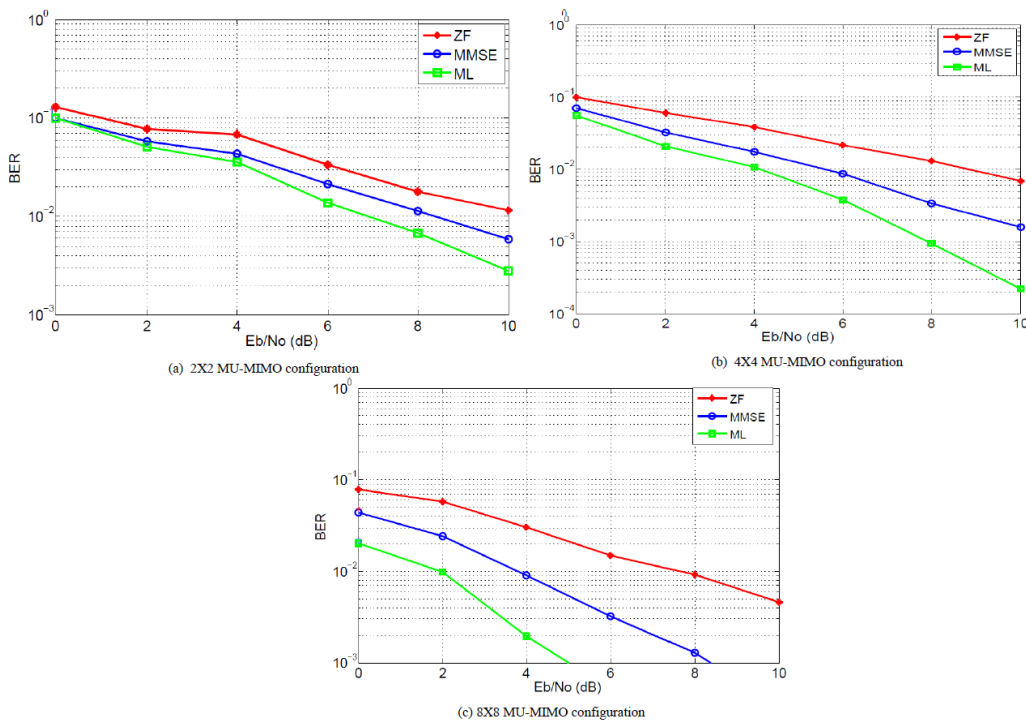 10^0
ZF
MMSE
ML
10^-
10^-2
10^-3
BER
0 2 4 6 8 10
Eb/No (dB)
(a) 2X2 MU-MIMO configuration
10^0
ZF
MMSE
ML
10^-1
10^-2
10^-3
10^-4
BER
0 2 4 6 8 10
Eb/No (dB)
(b) 4X4 MU-MIMO configuration
10^0
ZF
MMSE
ML
10^-1
10^-2
10^-3
BER
0 2 4 6 8 10
Eb/No (dB)
(c) 8X8 MU-MIMO configuration